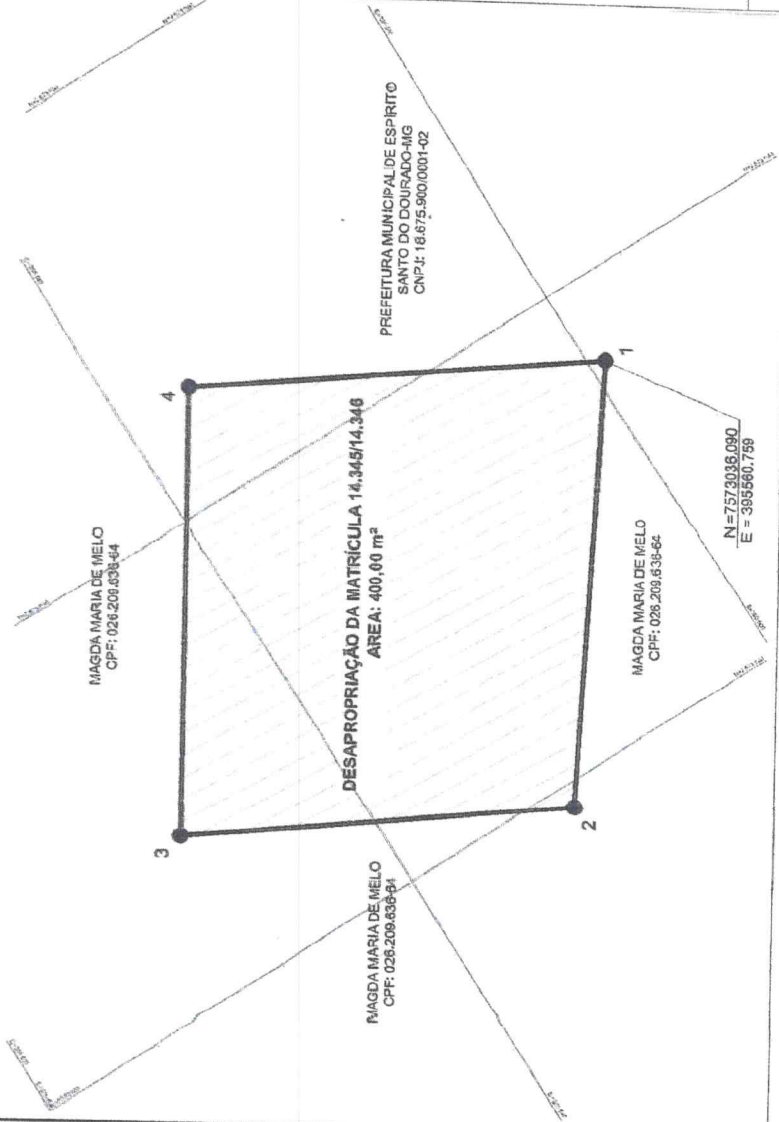 MAGDA MARIA DE MELO
CPF: 026.209.636-64
4
3
PREFEITURA MUNICIPAL DE ESPÍRITO
SANTO DO DOURADO-MG
CNPJ: 18.675.900/0001-02
DESAPROPRIAÇÃO DA MATRÍCULA 14.345/14.346
AREA: 400,00 m²
MAGDA MARIA DE MELO
CPF: 026.209.636-64
2
1
MAGDA MARIA DE MELO
CPF: 026.209.636-64
N=7573036.090
E = 395560.759